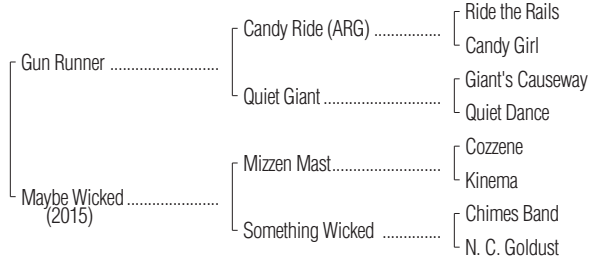 Ride the Rails
Candy Ride (ARG) ................
Candy Girl
Gun Runner ..........................
Giant's Causeway
Quiet Giant ............................
Quiet Dance
Cozzene
Mizzen Mast..........................
Kinema
Maybe Wicked ......................
(2015)
Chimes Band
Something Wicked ..............
N. C. Goldust